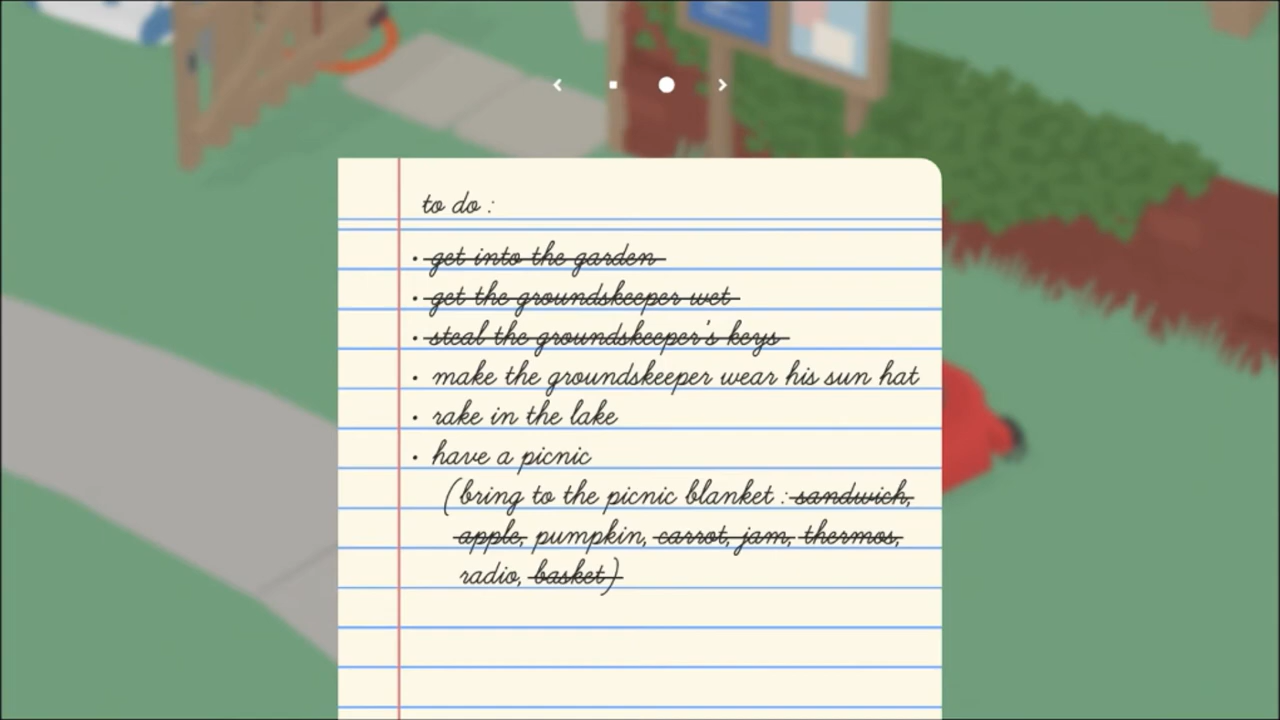 to do :
• get into the garden
• get the groundskeeper wet
• steal the groundskeeper's keys
• make the groundskeeper wear his sun hat
• rake in the lake
• have a picnic
(bring to the picnic blanket : sandwich,
apple, pumpkin, carrot, jam, thermos,
radio, basket)